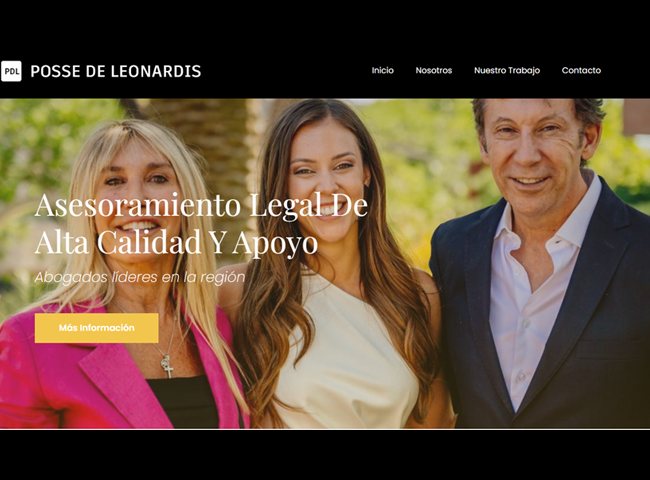 PDL POSSE DE LEONARDIS
Inicio Nosotros Nuestro Trabajo Contacto
Asesoramiento Legal De
Alta Calidad Y Apoyo
Abogados líderes en la región
Más Información